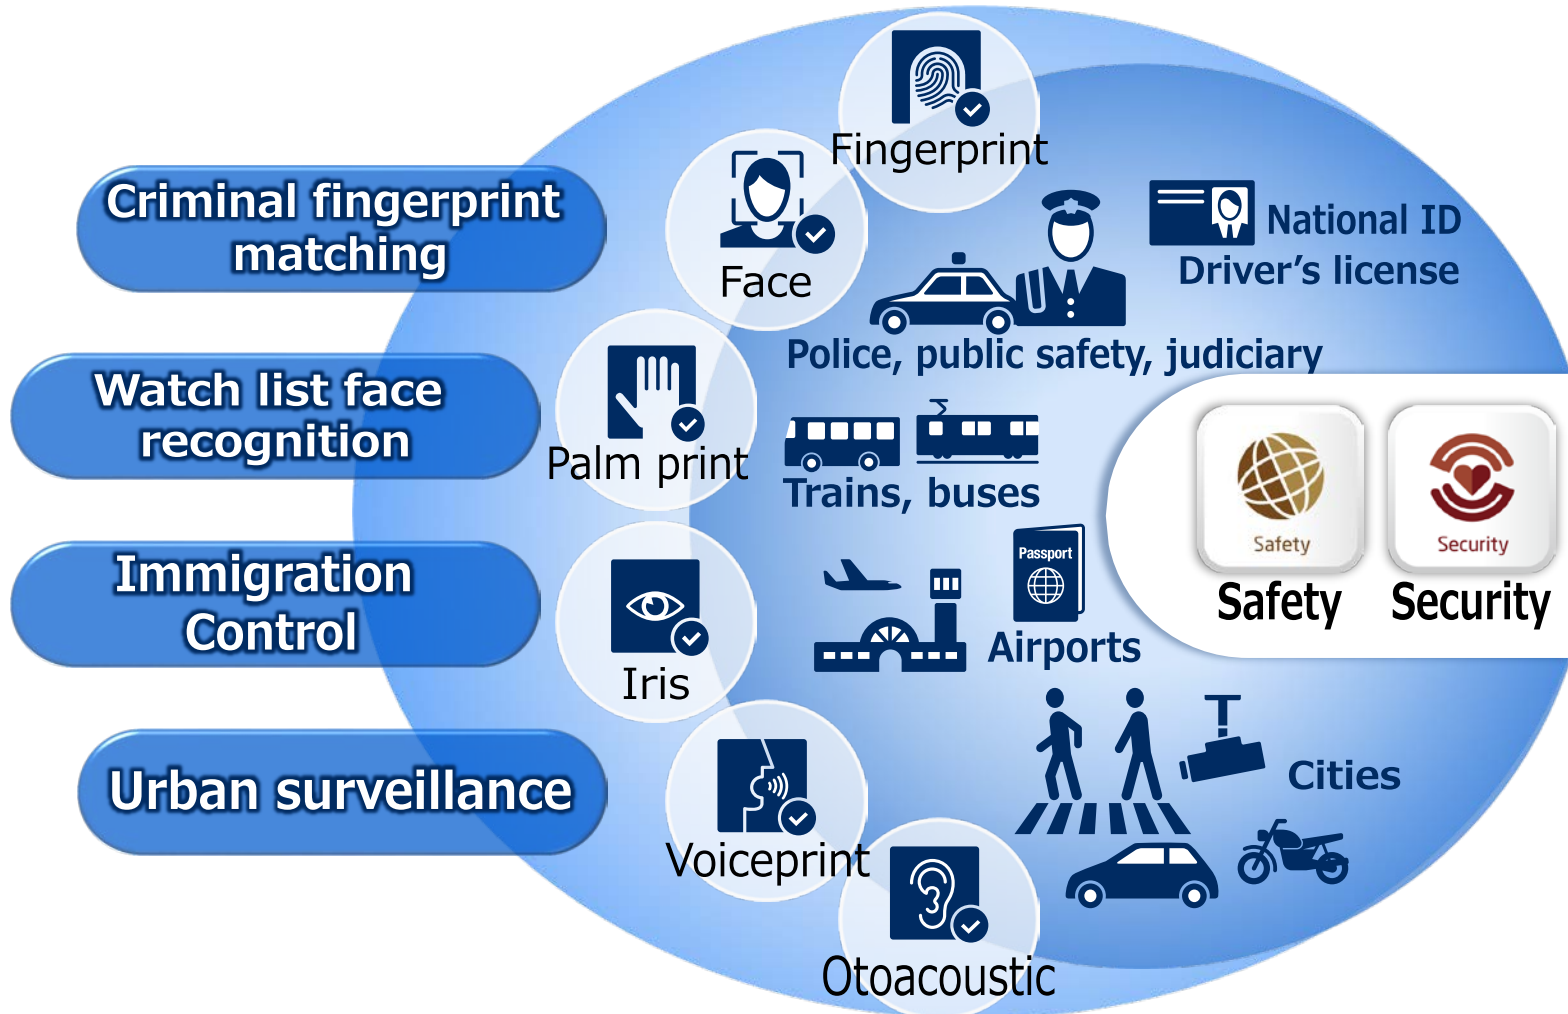 Criminal fingerprint
matching
Watch list face
recognition
Immigration
Control
Urban surveillance
Fingerprint
Face
Palm print
Iris
Voiceprint
Otoacoustic
National ID
Driver's license
Police, public safety, judiciary
Trains, buses
Passport
Airports
Cities
Safety
Safety
Security
Security